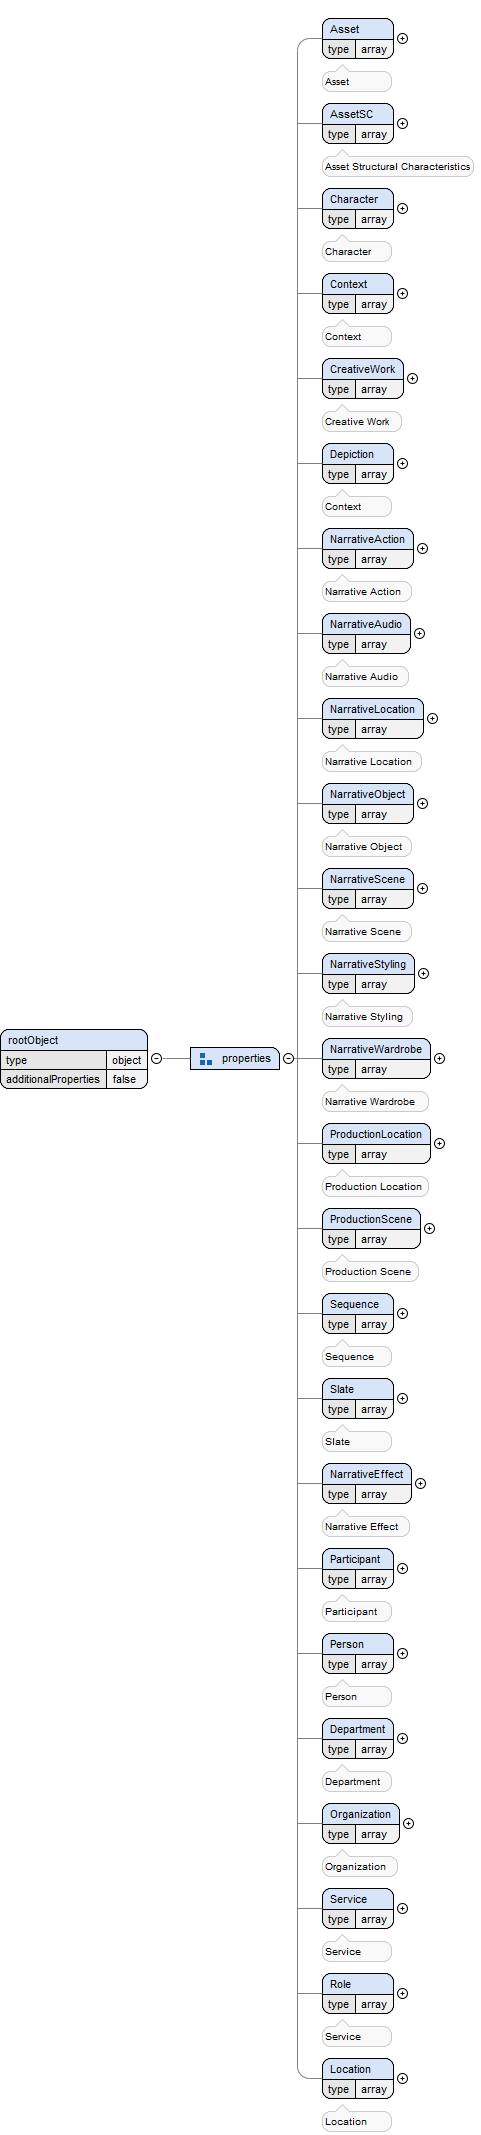 Asset
type array
Asset
AssetSC
type array
Asset Structural Characteristics
Character
type array
Character
Context
type array
Context
CreativeWork
type array
Creative Work
Depiction
type array
Context
NarrativeAction
type array
Narrative Action
NarrativeAudio
type array
Narrative Audio
NarrativeLocation
type array
Narrative Location
NarrativeObject
type array
Narrative Object
NarrativeScene
type array
Narrative Scene
NarrativeStyling
type array
Narrative Styling
rootObject
type object
additionalProperties false
properties
NarrativeWardrobe
type array
Narrative Wardrobe
ProductionLocation
type array
Production Location
ProductionScene
type array
Production Scene
Sequence
type array
Sequence
Slate
type array
Slate
NarrativeEffect
type array
Narrative Effect
Participant
type array
Participant
Person
type array
Person
Department
type array
Department
Organization
type array
Organization
Service
type array
Service
Role
type array
Service
Location
type array
Location